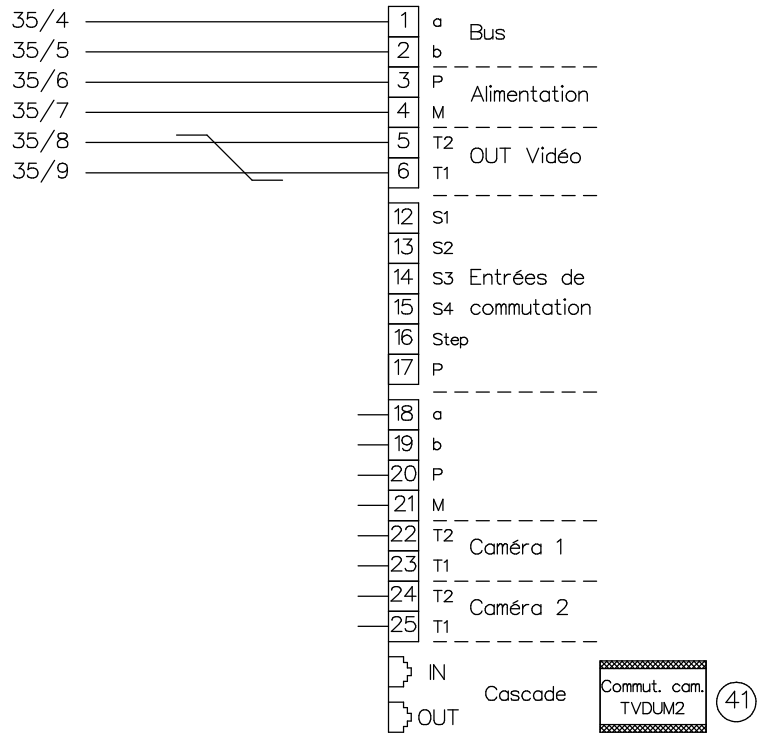 35/4 1 a Bus
35/5 2 b
35/6 3 P
Alimentation
35/7 4 M
35/8 5 T2
OUT Vidéo
35/9 6 T1
12 S1
13 S2
14 S3 Entrées de
15 S4 commutation
16 Step
17 P
18 a
19 b
20 P
21 M
22 T2
Caméra 1
23 T1
24 T2
Caméra 2
25 T1
IN
Cascade
OUT
Commut. cam.
TVDUM2
41